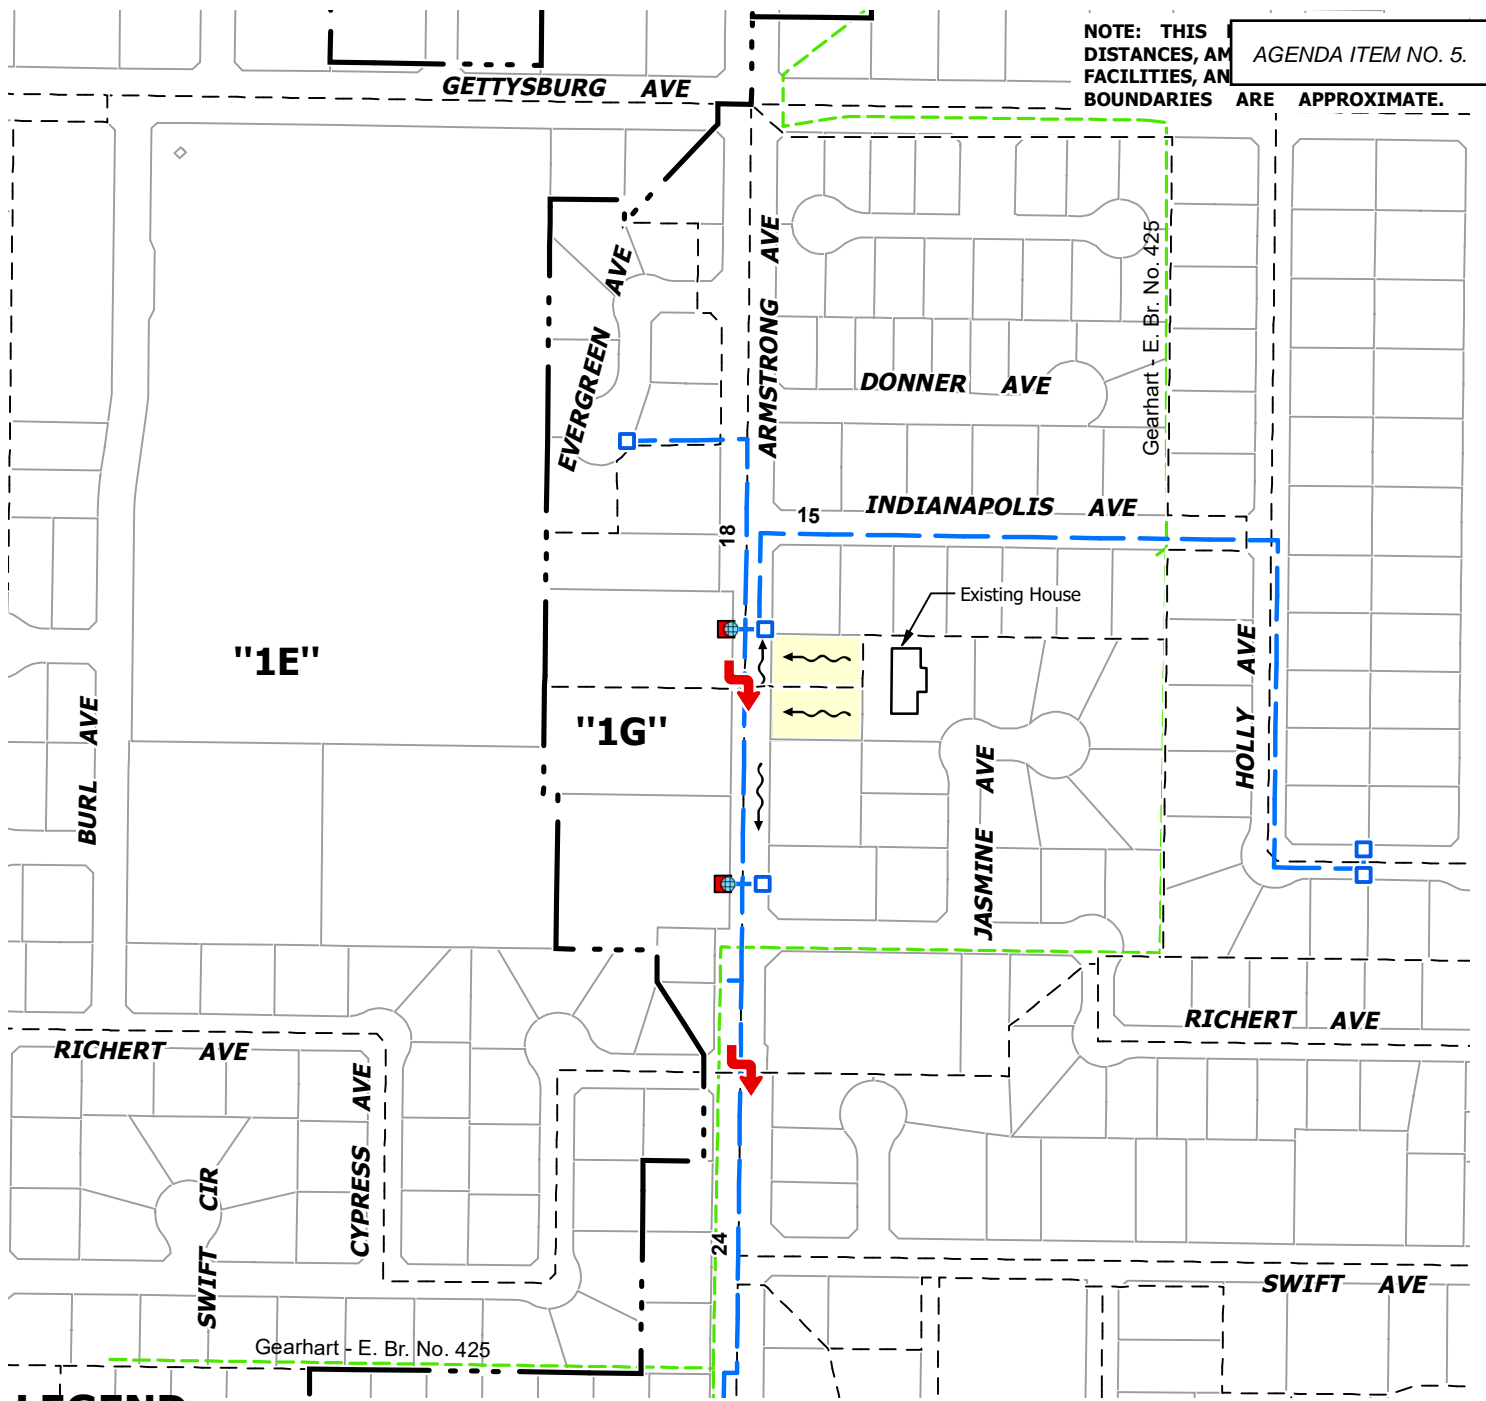 NOTE: THIS
DISTANCES,
FACILITIES,
BOUNDARIES ARE APPROXIMATE.
AGENDA ITEM NO. 5.
GETTYSBURG AVE
ARMSTRONG AVE
EVERGREEN AVE
DONNER AVE
Gearhart - E. Br. No. 425
INDIANAPOLIS AVE
15
18
Existing House
"1E"
"1G"
BURL AVE
HOLLY AVE
JASMINE AVE
RICHERT AVE
RICHERT AVE
CYPRESS AVE
SWIFT CIR
24
SWIFT AVE
Gearhart - E. Br. No. 425
LEGEND